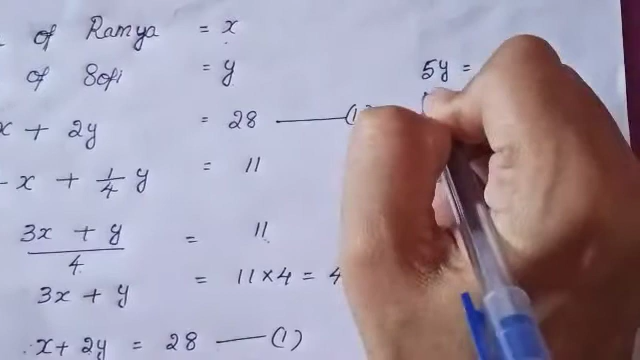 of Ramya = x
of Sofi = y
x + 2y = 28 —— (1)
- x + 1/4 y = 11
3x + y / 4 = 11
3x + y = 11 × 4 = 4
x + 2y = 28 —— (1)
5y =